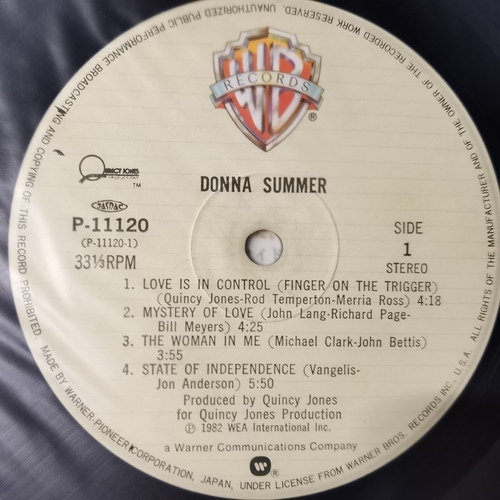 UNAUTHORIZED PUBLIC PERFORMANCE BROADCASTING AND COPYING OF THIS RECORD PROHIBITED.
ALL RIGHTS OF THE MANUFACTURER AND OF THE OWNER OF THE RECORDED WORK RESERVED.
WB
RECORDS
®
QUINCY JONES
TM
DONNA SUMMER
P-11120
(P-11120-1)
33⅓RPM
SIDE
1
STEREO
1. LOVE IS IN CONTROL (FINGER ON THE TRIGGER)
(Quincy Jones-Rod Temperton-Merria Ross) 4:18
2. MYSTERY OF LOVE (John Lang-Richard Page-
Bill Meyers) 4:25
3. THE WOMAN IN ME (Michael Clark-John Bettis)
3:55
4. STATE OF INDEPENDENCE (Vangelis-
Jon Anderson) 5:50
Produced by Quincy Jones
for Quincy Jones Production
℗ 1982 WEA International Inc.
a Warner Communications Company
®
MADE BY WARNER-PIONEER CORPORATION, JAPAN, UNDER LICENSE FROM WARNER BROS. RECORDS INC., U.S.A.